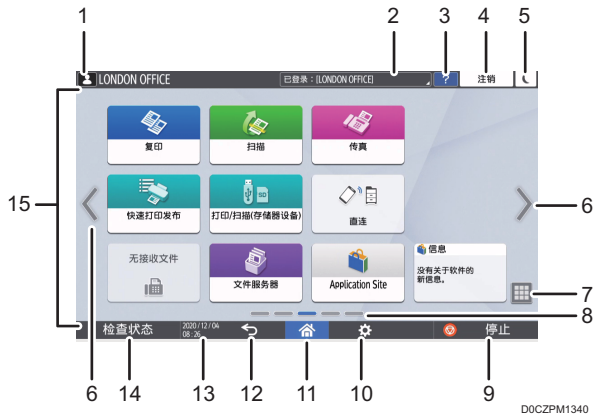 1
2
3
4
5
LONDON OFFICE
已登录：[LONDON OFFICE]
?
注销
复印
扫描
传真
15
6
快速打印发布
SD
打印/扫描(存储器设备)
直连
无接收文件
文件服务器
Application Site
信息
没有关于软件的
新信息。
7
8
检查状态
2020/12/04
08:26
停止
6
14
13
12
11
10
9
D0CZPM1340